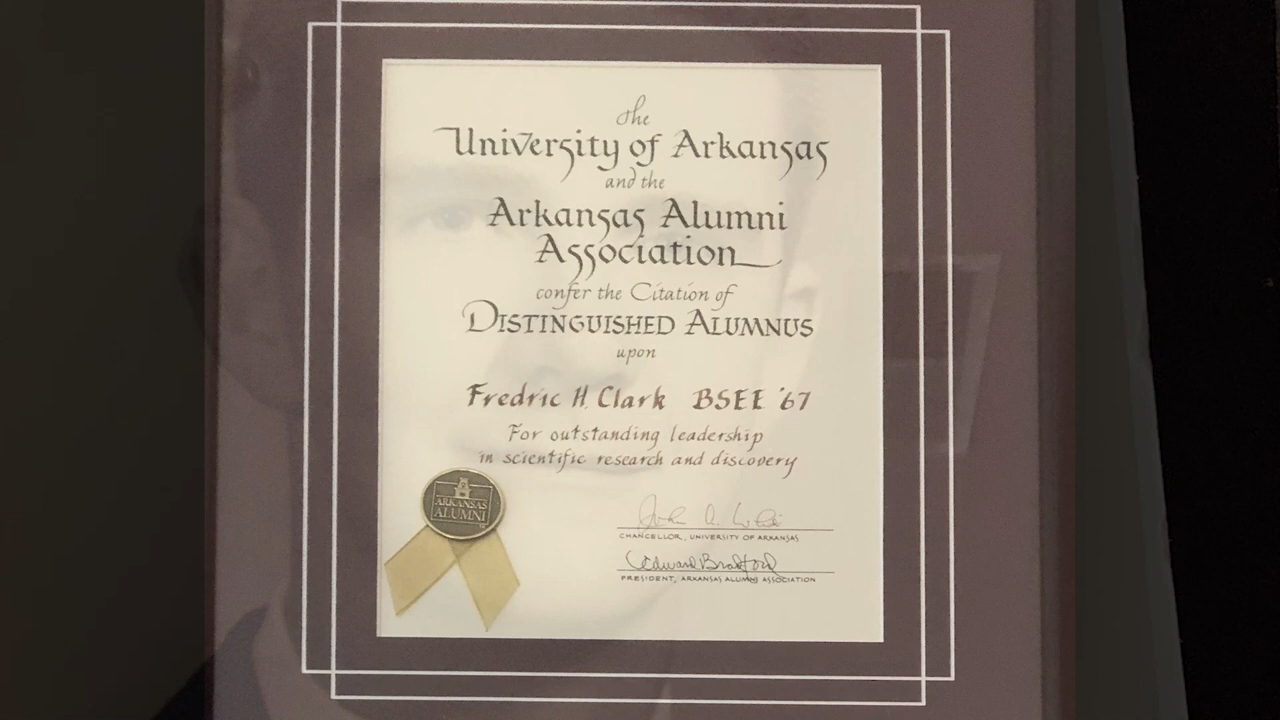 The
University of Arkansas
and the
Arkansas Alumni
Association
confer the Citation of
DISTINGUISHED ALUMNUS
upon
Fredric H. Clark BSEE '67
For outstanding leadership
in scientific research and discovery
ARKANSAS
ALUMNI
CHANCELLOR, UNIVERSITY OF ARKANSAS
Edward Bradford
PRESIDENT, ARKANSAS ALUMNI ASSOCIATION